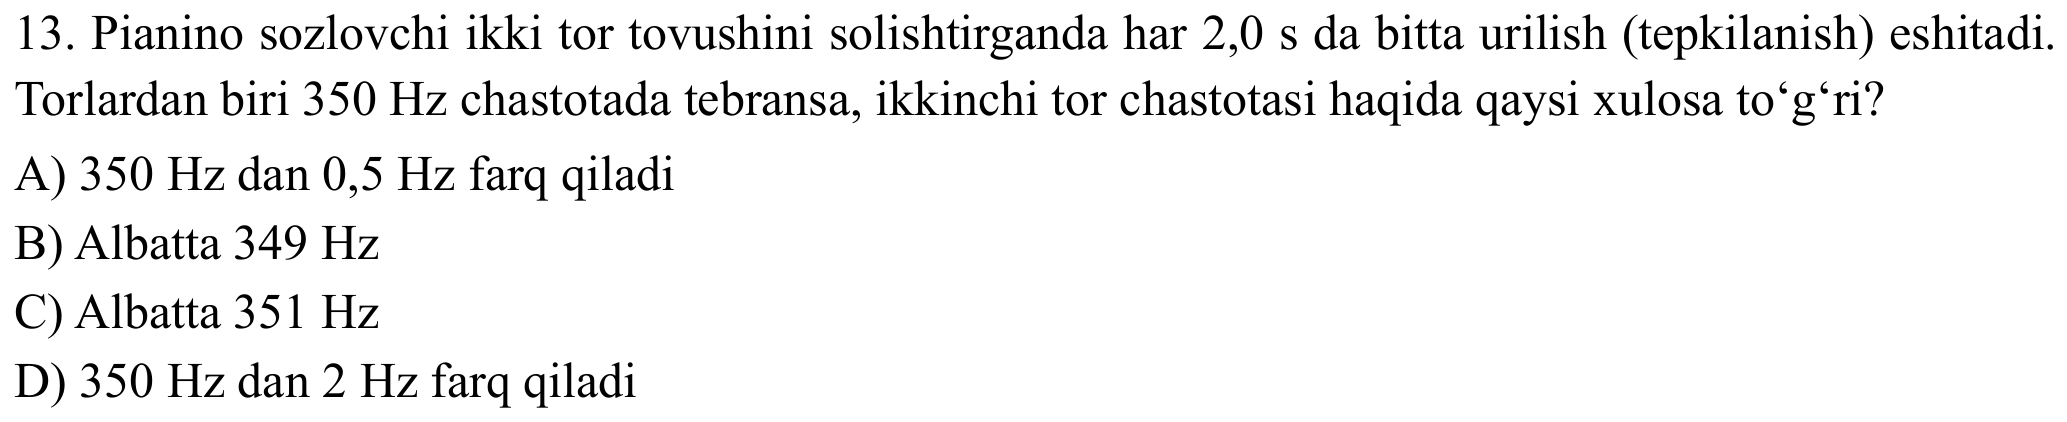 13. Pianino sozlovchi ikki tor tovushini solishtirganda har 2,0 s da bitta urilish (tepkilanish) eshitadi.
Torlardan biri 350 Hz chastotada tebransa, ikkinchi tor chastotasi haqida qaysi xulosa to‘g‘ri?
A) 350 Hz dan 0,5 Hz farq qiladi
B) Albatta 349 Hz
C) Albatta 351 Hz
D) 350 Hz dan 2 Hz farq qiladi